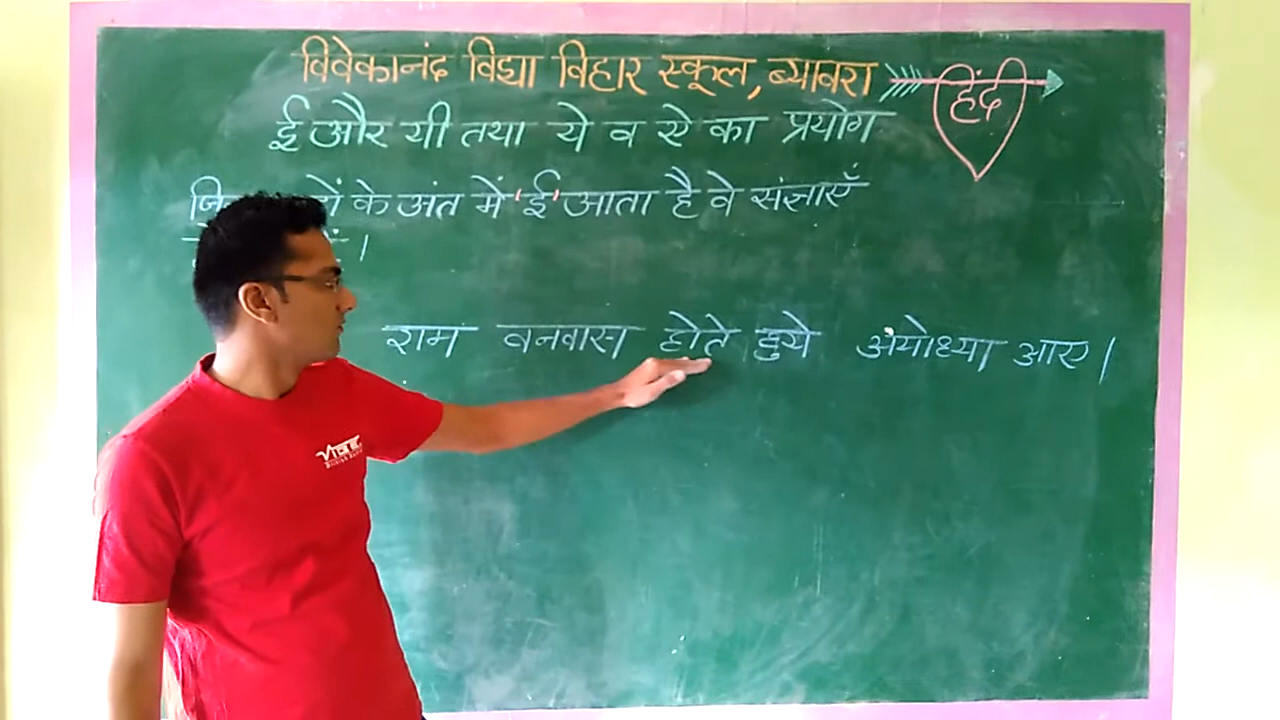 विवेकानंद विद्या विहार स्कूल, ब्यावरा
हिंदी
ई और यी तथा ये व ऐ का प्रयोग
के अंत में 'ई' आता है वे संज्ञाएँ
।
राम वनवास होते हुये अयोध्या आए।